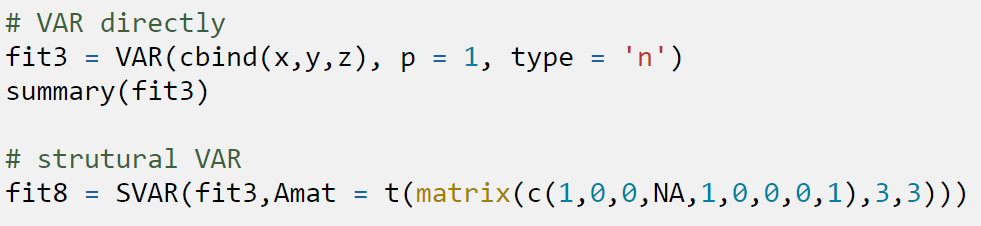 # VAR directly
fit3 = VAR(cbind(x,y,z), p = 1, type = 'n')
summary(fit3)
# strutural VAR
fit8 = SVAR(fit3,Amat = t(matrix(c(1,0,0,NA,1,0,0,0,1),3,3)))